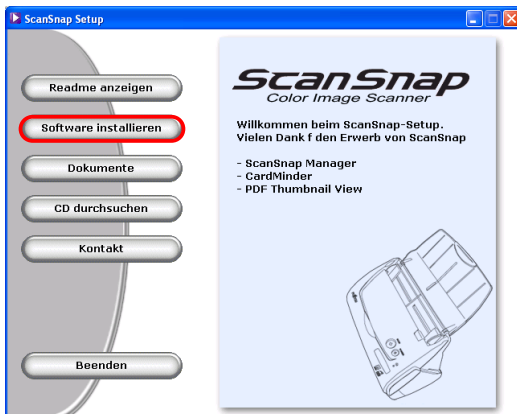 ScanSnap Setup
Readme anzeigen
Software installieren
Dokumente
CD durchsuchen
Kontakt
Beenden
ScanSnap
Color Image Scanner
Willkommen beim ScanSnap-Setup.
Vielen Dank f den Erwerb von ScanSnap
- ScanSnap Manager
- CardMinder
- PDF Thumbnail View